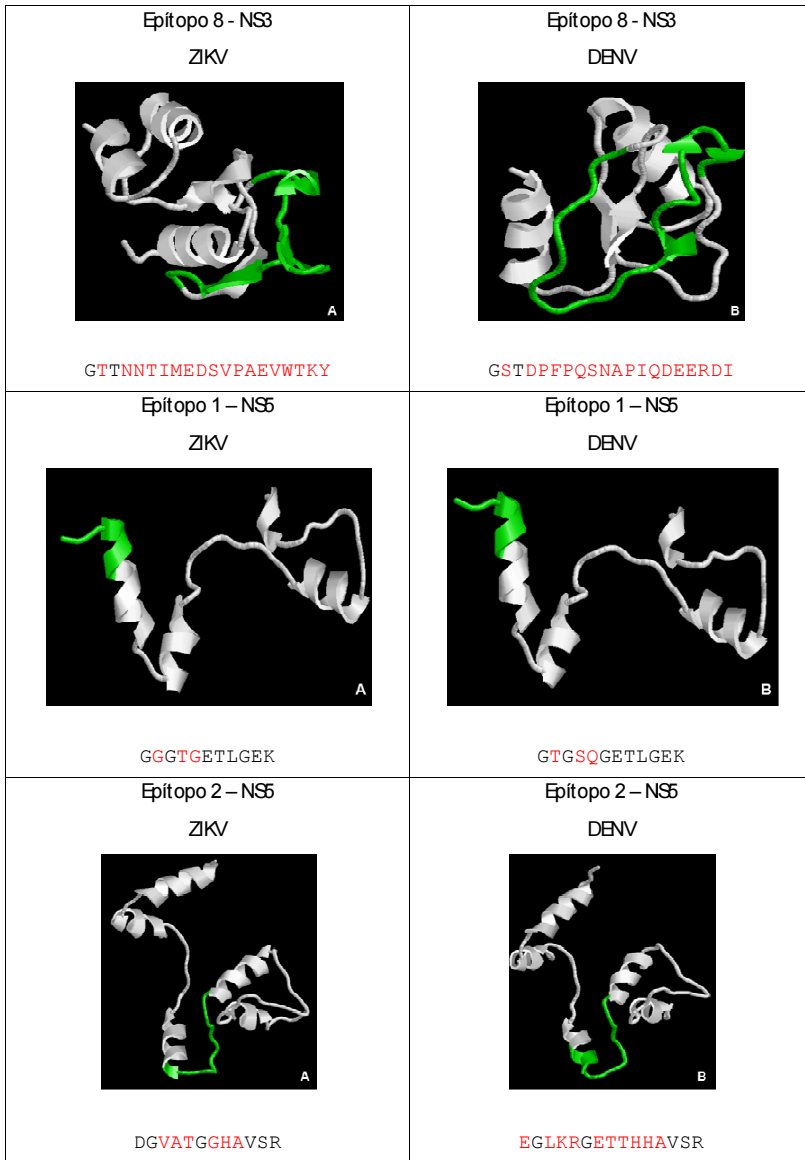 Epítopo 8 - NS3
ZIKV
A
GTTNNTIMEDSVPAEVWTKY
Epítopo 8 - NS3
DENV
B
GSTDPFPQSNAPIQDEERDI
Epítopo 1 – NS5
ZIKV
A
GGGTGETLGEK
Epítopo 1 – NS5
DENV
B
GTGSQGETLGEK
Epítopo 2 – NS5
ZIKV
A
DGVATGGHAVSR
Epítopo 2 – NS5
DENV
B
EGLKRGETTHHAVSR